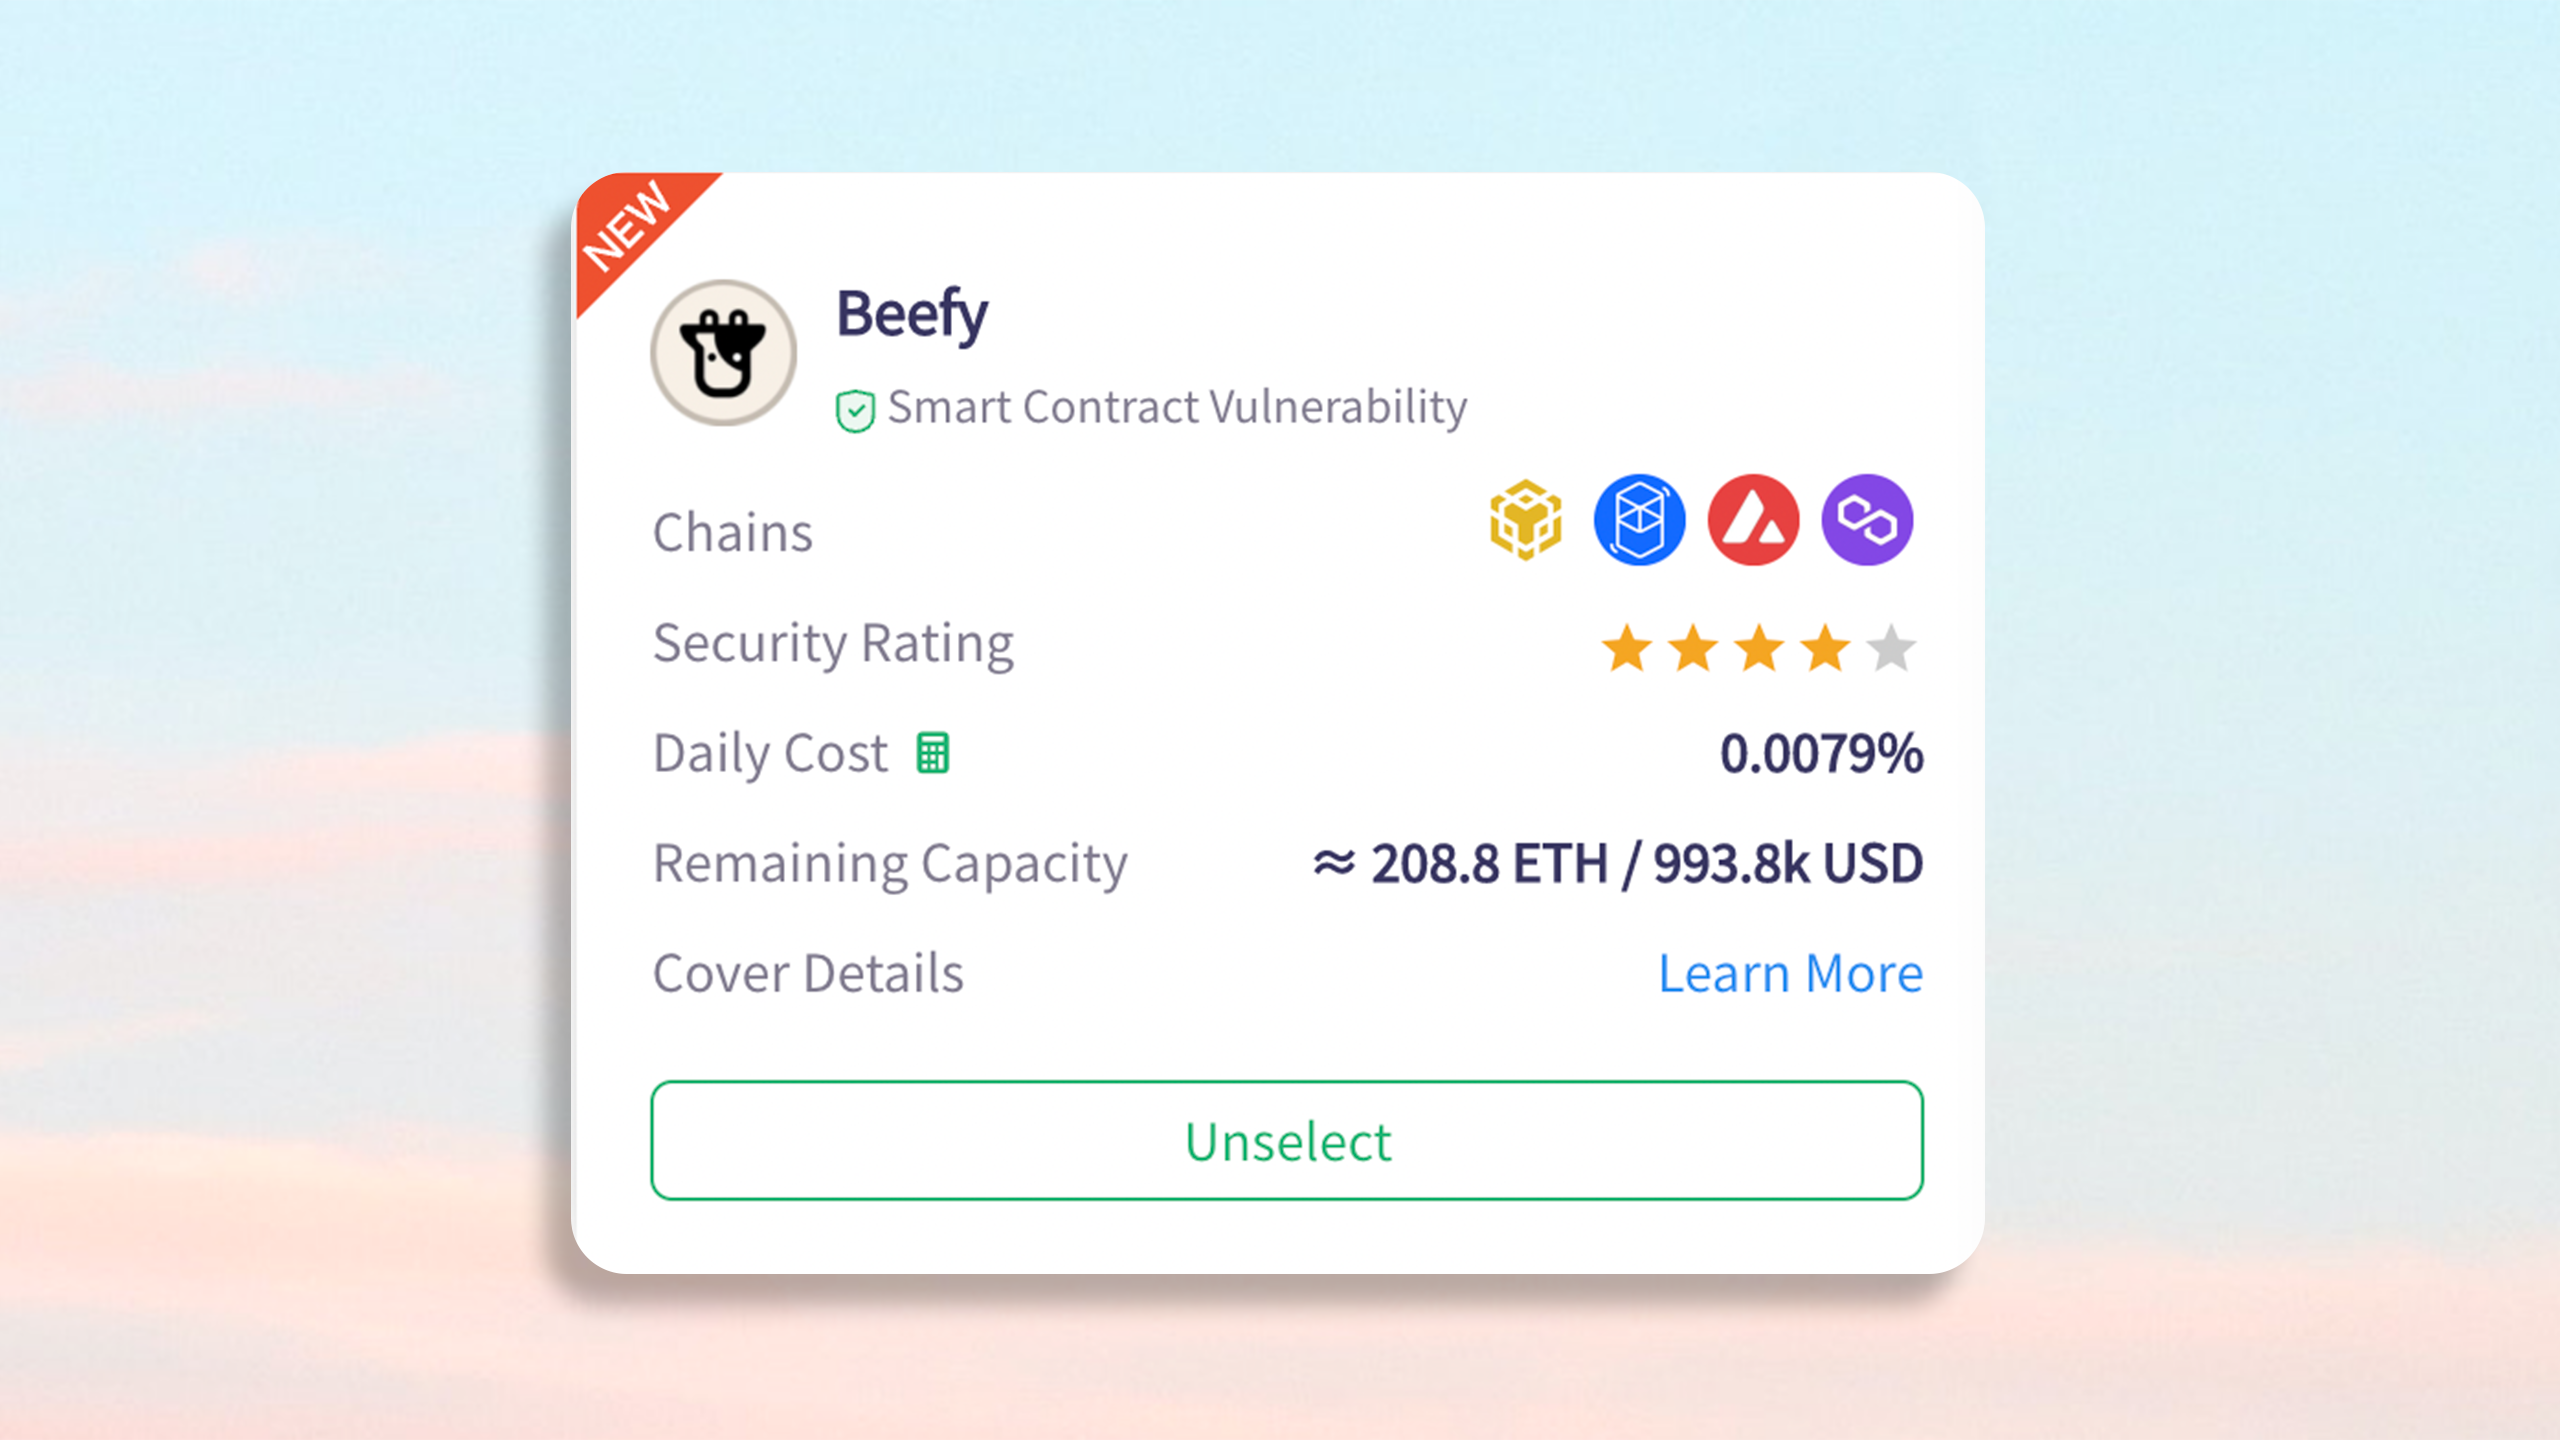 NEW
Beefy
Smart Contract Vulnerability
Chains
Security Rating
Daily Cost 0.0079%
Remaining Capacity ≈ 208.8 ETH / 993.8k USD
Cover Details Learn More
Unselect